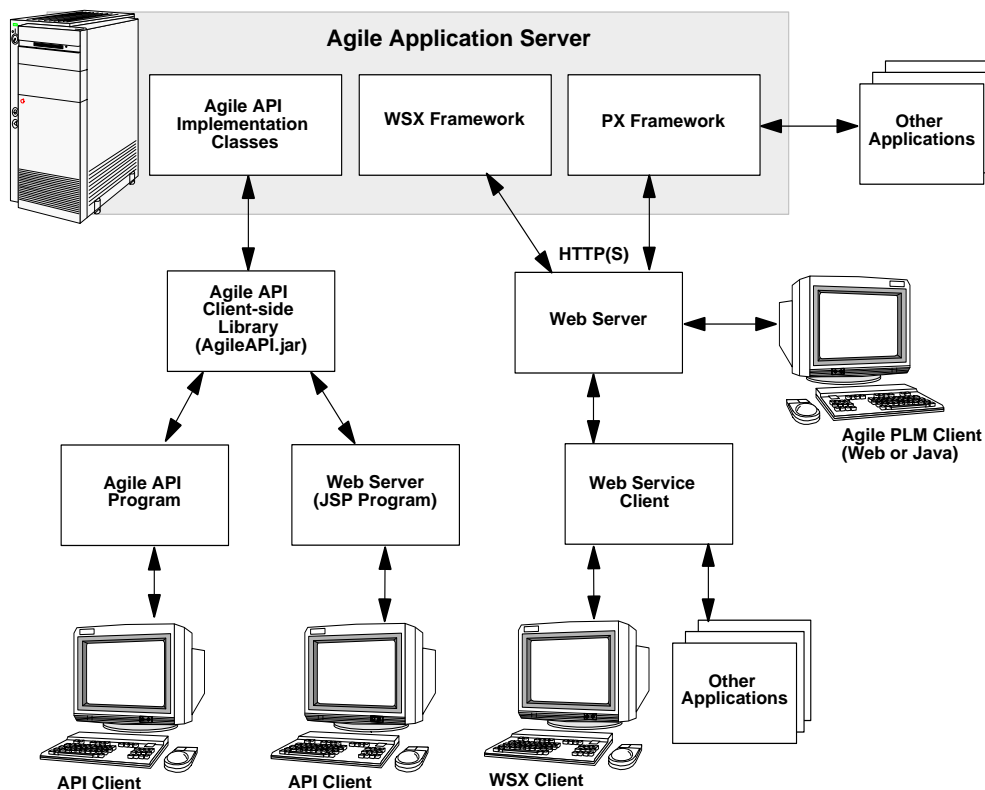 Agile Application Server
Agile API
Implementation
Classes
WSX Framework
PX Framework
Other
Applications
HTTP(S)
Agile API
Client-side
Library
(AgileAPI.jar)
Web Server
Agile PLM Client
(Web or Java)
Agile API
Program
Web Server
(JSP Program)
Web Service
Client
Other
Applications
API Client
API Client
WSX Client